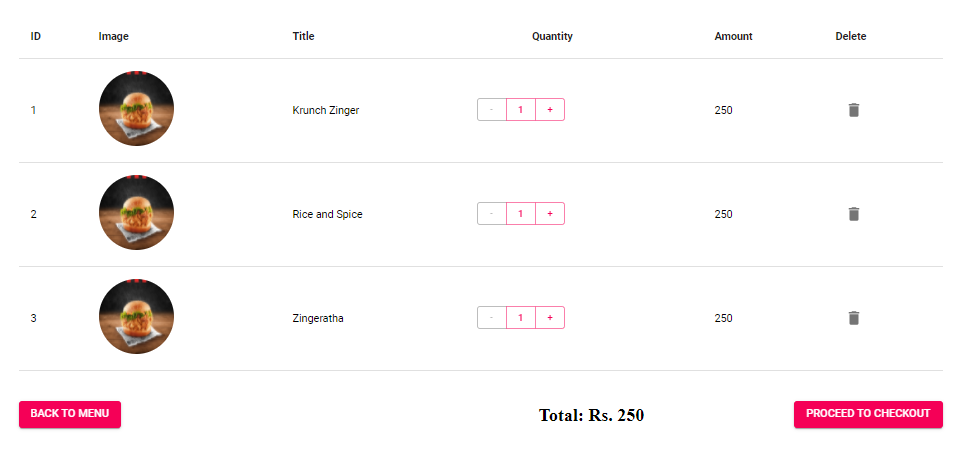 ID Image Title Quantity Amount Delete
1 Krunch Zinger - 1 + 250
2 Rice and Spice - 1 + 250
3 Zingeratha - 1 + 250
BACK TO MENU Total: Rs. 250 PROCEED TO CHECKOUT